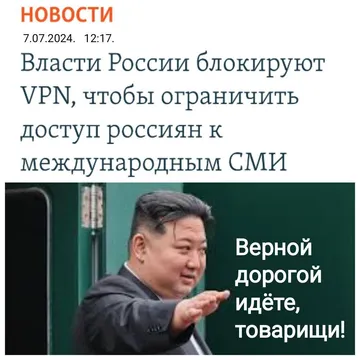 НОВОСТИ
7.07.2024. 12:17.
Власти России блокируют
VPN, чтобы ограничить
доступ россиян к
международным СМИ
Верной
дорогой
идёте,
товарищи!